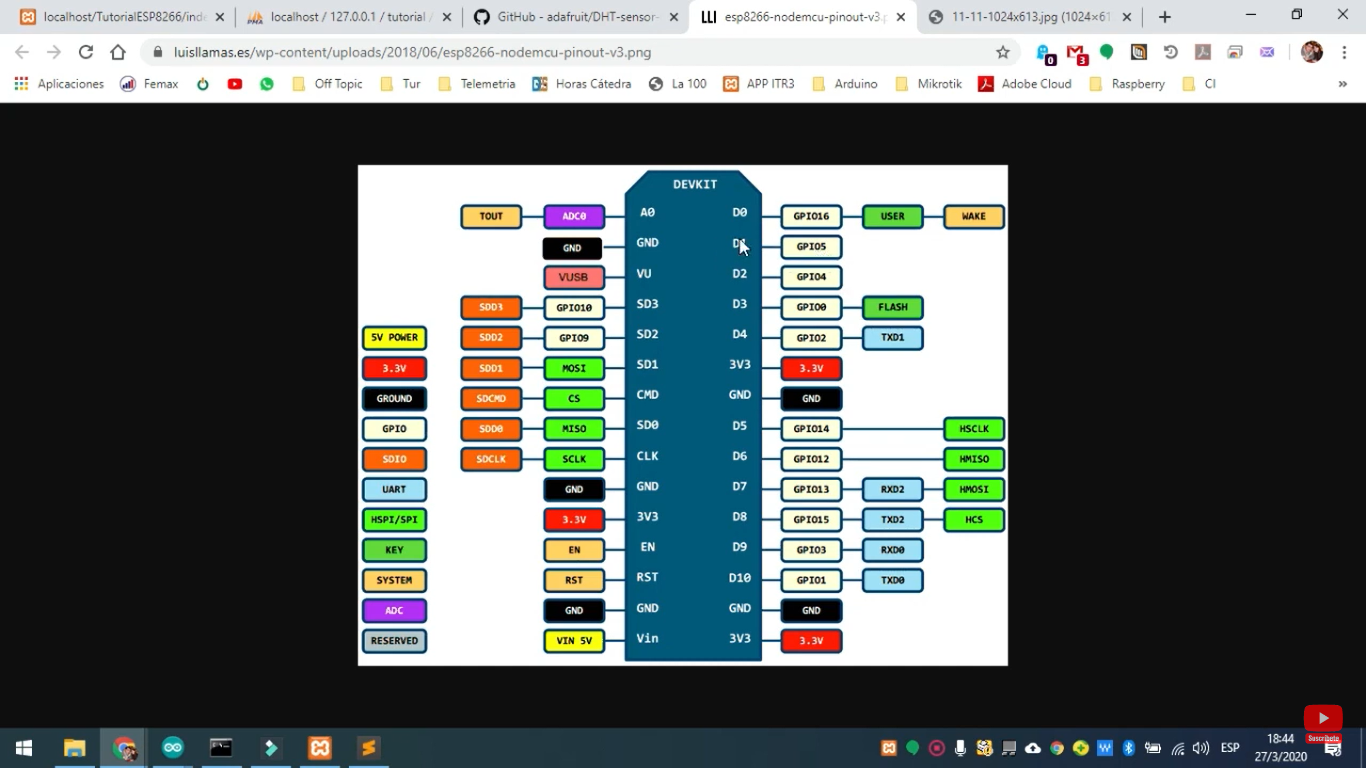 localhost/TutorialESP8266/inde
localhost / 127.0.0.1 / tutorial /
GitHub - adafruit/DHT-sensor-
esp8266-nodemcu-pinout-v3.p
11-11-1024x613.jpg (1024×61
luisllamas.es/wp-content/uploads/2018/06/esp8266-nodemcu-pinout-v3.png
0
3
Aplicaciones Femax Off Topic Tur Telemetria Horas Cátedra La 100 APP ITR3 Arduino Mikrotik Adobe Cloud Raspberry CI »
DEVKIT
TOUT ADC0 A0 D0 GPIO16 USER WAKE
GND GND D1 GPIO5
VUSB VU D2 GPIO4
SDD3 GPIO10 SD3 D3 GPIO0 FLASH
5V POWER SDD2 GPIO9 SD2 D4 GPIO2 TXD1
3.3V SDD1 MOSI SD1 3V3 3.3V
GROUND SDCMD CS CMD GND GND
GPIO SDD0 MISO SD0 D5 GPIO14 HSCLK
SDIO SDCLK SCLK CLK D6 GPIO12 HMISO
UART GND GND D7 GPIO13 RXD2 HMOSI
HSPI/SPI 3.3V 3V3 D8 GPIO15 TXD2 HCS
KEY EN EN D9 GPIO3 RXD0
SYSTEM RST RST D10 GPIO1 TXD0
ADC GND GND GND GND
RESERVED VIN 5V Vin 3V3 3.3V
Suscribete
ESP
18:44
27/3/2020